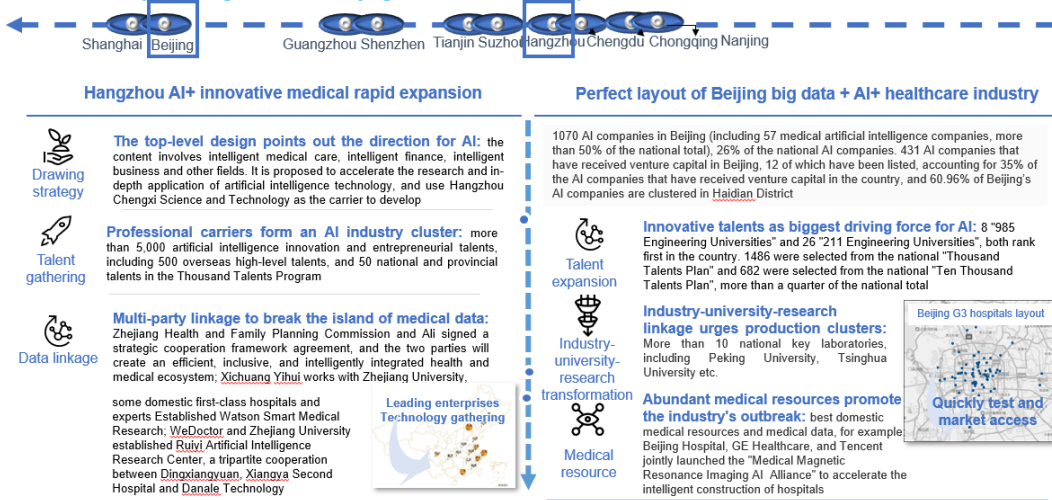 Shanghai Beijing Guangzhou Shenzhen Tianjin Suzhou Hangzhou Chengdu Chongqing Nanjing
Hangzhou AI+ innovative medical rapid expansion
Drawing
strategy
The top-level design points out the direction for AI: the
content involves intelligent medical care, intelligent finance, intelligent
business and other fields. It is proposed to accelerate the research and in-
depth application of artificial intelligence technology, and use Hangzhou
Chengxi Science and Technology as the carrier to develop
Talent
gathering
Professional carriers form an AI industry cluster: more
than 5,000 artificial intelligence innovation and entrepreneurial talents,
including 500 overseas high-level talents, and 50 national and provincial
talents in the Thousand Talents Program
Data linkage
Multi-party linkage to break the island of medical data:
Zhejiang Health and Family Planning Commission and Ali signed a
strategic cooperation framework agreement, and the two parties will
create an efficient, inclusive, and intelligently integrated health and
medical ecosystem; Xichuang Yihui works with Zhejiang University,
some domestic first-class hospitals and
experts Established Watson Smart Medical
Research; WeDoctor and Zhejiang University
established Ruiyi Artificial Intelligence
Research Center, a tripartite cooperation
between Dingxiangyuan, Xiangya Second
Hospital and Danale Technology
Leading enterprises
Technology gathering
Perfect layout of Beijing big data + AI+ healthcare industry
1070 AI companies in Beijing (including 57 medical artificial intelligence companies, more
than 50% of the national total), 26% of the national AI companies. 431 AI companies that
have received venture capital in Beijing, 12 of which have been listed, accounting for 35% of
the AI companies that have received venture capital in the country, and 60.96% of Beijing's
AI companies are clustered in Haidian District
Talent
expansion
Innovative talents as biggest driving force for AI: 8 "985
Engineering Universities" and 26 "211 Engineering Universities", both rank
first in the country. 1486 were selected from the national "Thousand
Talents Plan" and 682 were selected from the national "Ten Thousand
Talents Plan", more than a quarter of the national total
Industry-
university-
research
transformation
Industry-university-research
linkage urges production clusters:
More than 10 national key laboratories,
including Peking University, Tsinghua
University etc.
Medical
resource
Abundant medical resources promote
the industry's outbreak: best domestic
medical resources and medical data, for example:
Beijing Hospital, GE Healthcare, and Tencent
jointly launched the "Medical Magnetic
Resonance Imaging AI Alliance" to accelerate the
intelligent construction of hospitals
Beijing G3 hospitals layout
Quickly test and
market access